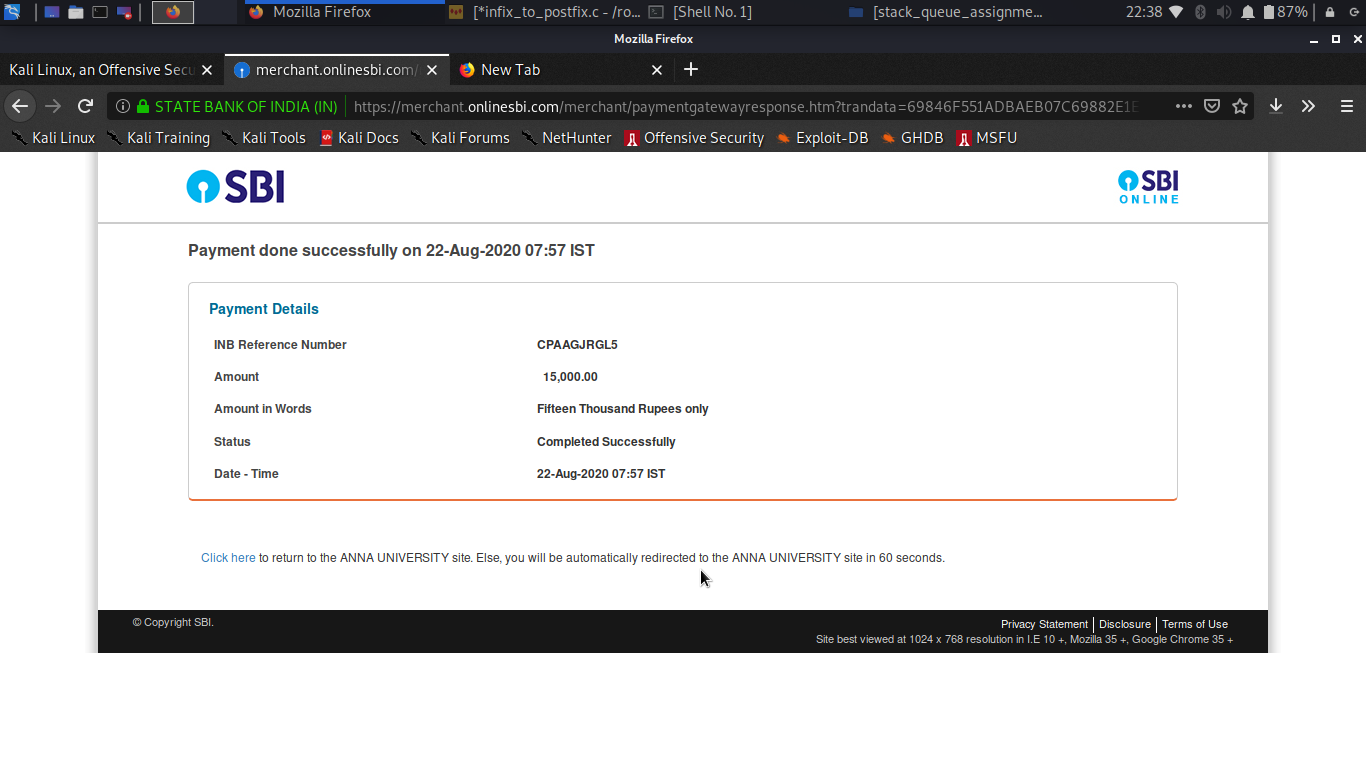 Mozilla Firefox [*infix_to_postfix.c - /ro... [Shell No. 1] [stack_queue_assignme... 22:38 87%
Mozilla Firefox
Kali Linux, an Offensive Secu merchant.onlinesbi.com/ New Tab
STATE BANK OF INDIA (IN) https://merchant.onlinesbi.com/merchant/paymentgatewayresponse.htm?trandata=69846F551ADBAEB07C69882E1E
Kali Linux Kali Training Kali Tools Kali Docs Kali Forums NetHunter Offensive Security Exploit-DB GHDB MSFU
SBI SBI
ONLINE
Payment done successfully on 22-Aug-2020 07:57 IST
Payment Details
INB Reference Number CPAAGJRGL5
Amount 15,000.00
Amount in Words Fifteen Thousand Rupees only
Status Completed Successfully
Date - Time 22-Aug-2020 07:57 IST
Click here to return to the ANNA UNIVERSITY site. Else, you will be automatically redirected to the ANNA UNIVERSITY site in 60 seconds.
© Copyright SBI. Privacy Statement | Disclosure | Terms of Use
Site best viewed at 1024 x 768 resolution in I.E 10 +, Mozilla 35 +, Google Chrome 35 +